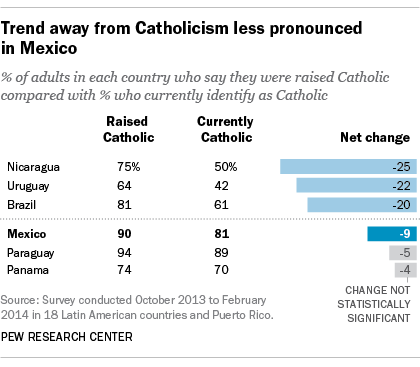 Trend away from Catholicism less pronounced
in Mexico
% of adults in each country who say they were raised Catholic
compared with % who currently identify as Catholic
Raised Catholic Currently Catholic Net change
Nicaragua 75% 50% -25
Uruguay 64 42 -22
Brazil 81 61 -20
Mexico 90 81 -9
Paraguay 94 89 -5
Panama 74 70 -4
CHANGE NOT
STATISTICALLY
SIGNIFICANT
Source: Survey conducted October 2013 to February
2014 in 18 Latin American countries and Puerto Rico.
PEW RESEARCH CENTER